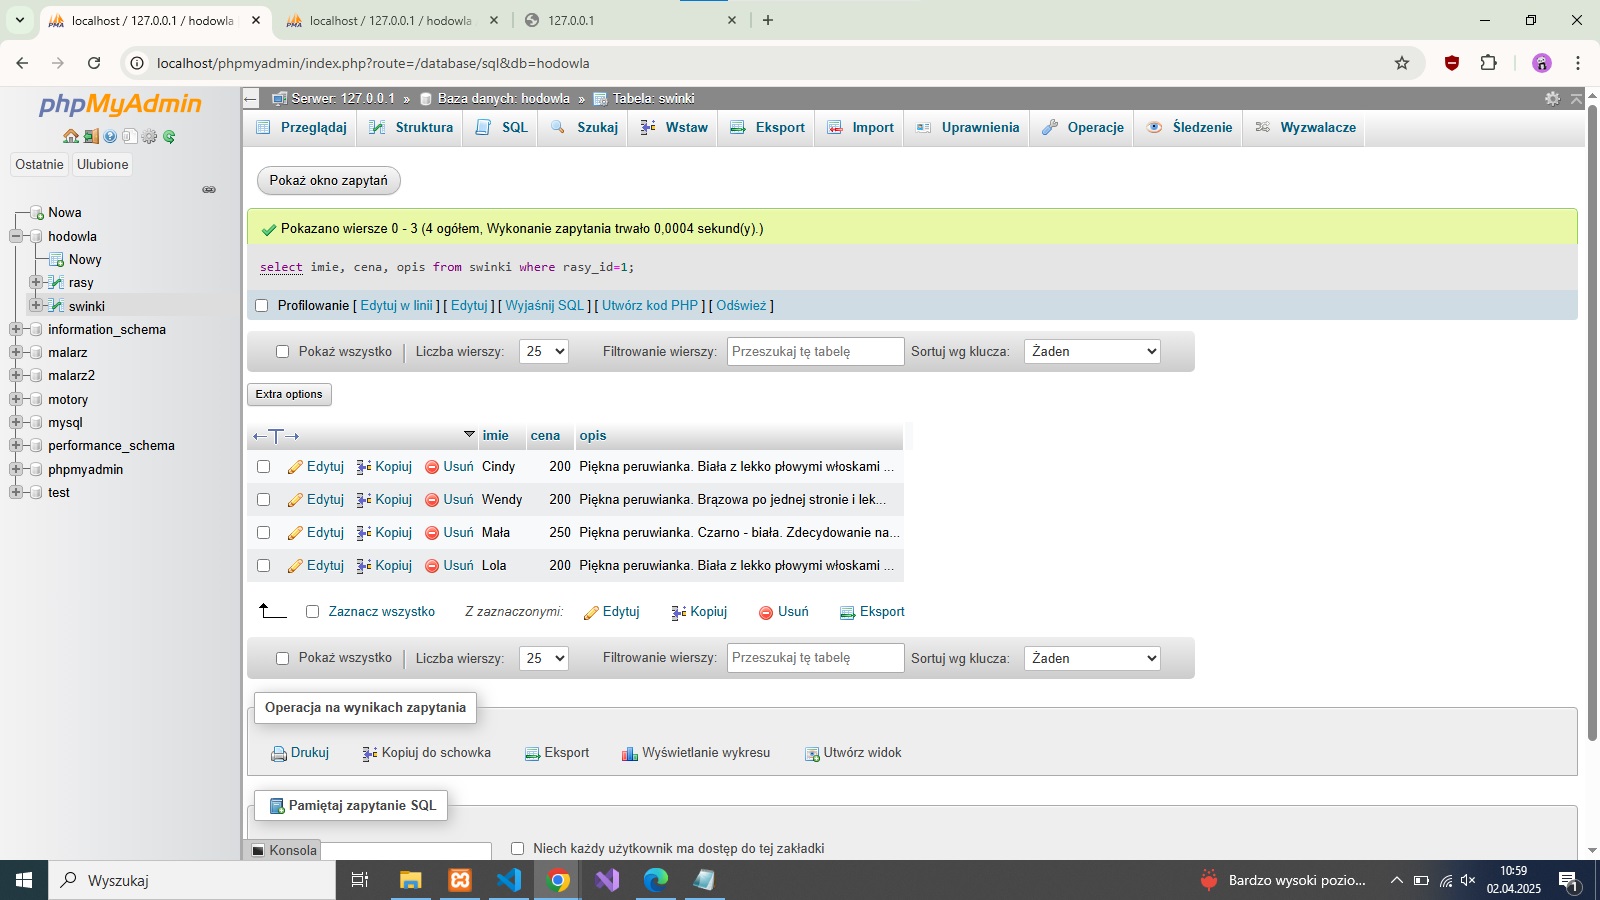 localhost / 127.0.0.1 / hodowla
localhost / 127.0.0.1 / hodowla
127.0.0.1
localhost/phpmyadmin/index.php?route=/database/sql&db=hodowla
phpMyAdmin
Ostatnie
Ulubione
Nowa
hodowla
Nowy
rasy
swinki
information_schema
malarz
malarz2
motory
mysql
performance_schema
phpmyadmin
test
Serwer: 127.0.0.1 » Baza danych: hodowla » Tabela: swinki
Przeglądaj Struktura SQL Szukaj Wstaw Eksport Import Uprawnienia Operacje Śledzenie Wyzwalacze
Pokaż okno zapytań
Pokazano wiersze 0 - 3 (4 ogółem, Wykonanie zapytania trwało 0,0004 sekund(y).)
select imie, cena, opis from swinki where rasy_id=1;
Profilowanie [ Edytuj w linii ] [ Edytuj ] [ Wyjaśnij SQL ] [ Utwórz kod PHP ] [ Odśwież ]
Pokaż wszystko Liczba wierszy: 25 Filtrowanie wierszy: Przeszukaj tę tabelę Sortuj wg klucza: Żaden
Extra options
←T→ imie cena opis
Edytuj Kopiuj Usuń Cindy 200 Piękna peruwianka. Biała z lekko płowymi włoskami ...
Edytuj Kopiuj Usuń Wendy 200 Piękna peruwianka. Brązowa po jednej stronie i lek...
Edytuj Kopiuj Usuń Mała 250 Piękna peruwianka. Czarno - biała. Zdecydowanie na...
Edytuj Kopiuj Usuń Lola 200 Piękna peruwianka. Biała z lekko płowymi włoskami ...
Zaznacz wszystko Z zaznaczonymi: Edytuj Kopiuj Usuń Eksport
Pokaż wszystko Liczba wierszy: 25 Filtrowanie wierszy: Przeszukaj tę tabelę Sortuj wg klucza: Żaden
Operacja na wynikach zapytania
Drukuj Kopiuj do schowka Eksport Wyświetlanie wykresu Utwórz widok
Pamiętaj zapytanie SQL
Konsola
Niech każdy użytkownik ma dostęp do tej zakładki
Wyszukaj
Bardzo wysoki pozio...
10:59
02.04.2025
1